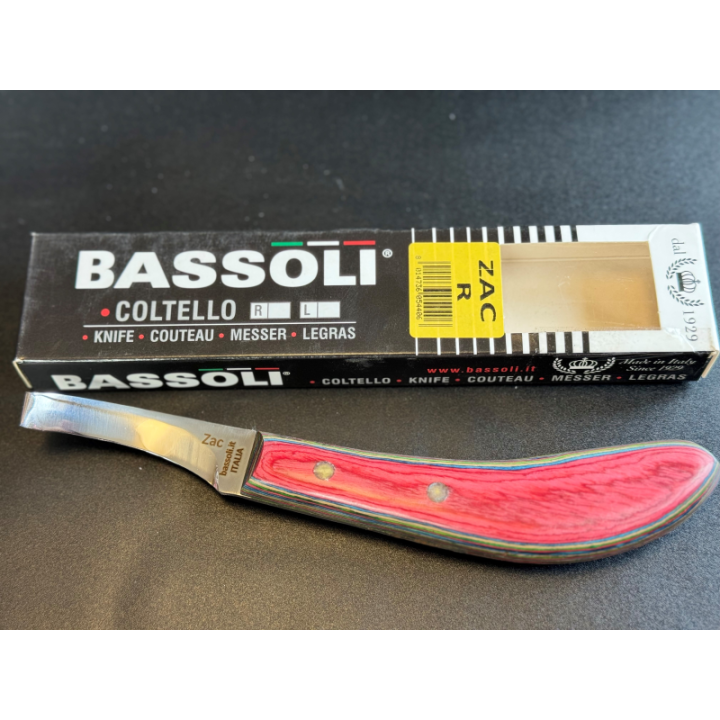 BASSOLI®
• COLTELLO R L
• KNIFE • COUTEAU • MESSER • LEGRAS
ZAC
R
dal
1929
BASSOLI®
www.bassoli.it
• COLTELLO • KNIFE • COUTEAU • MESSER • LEGRAS
Made in Italy
Since 1929
Zac
bassoli.it
ITALIA